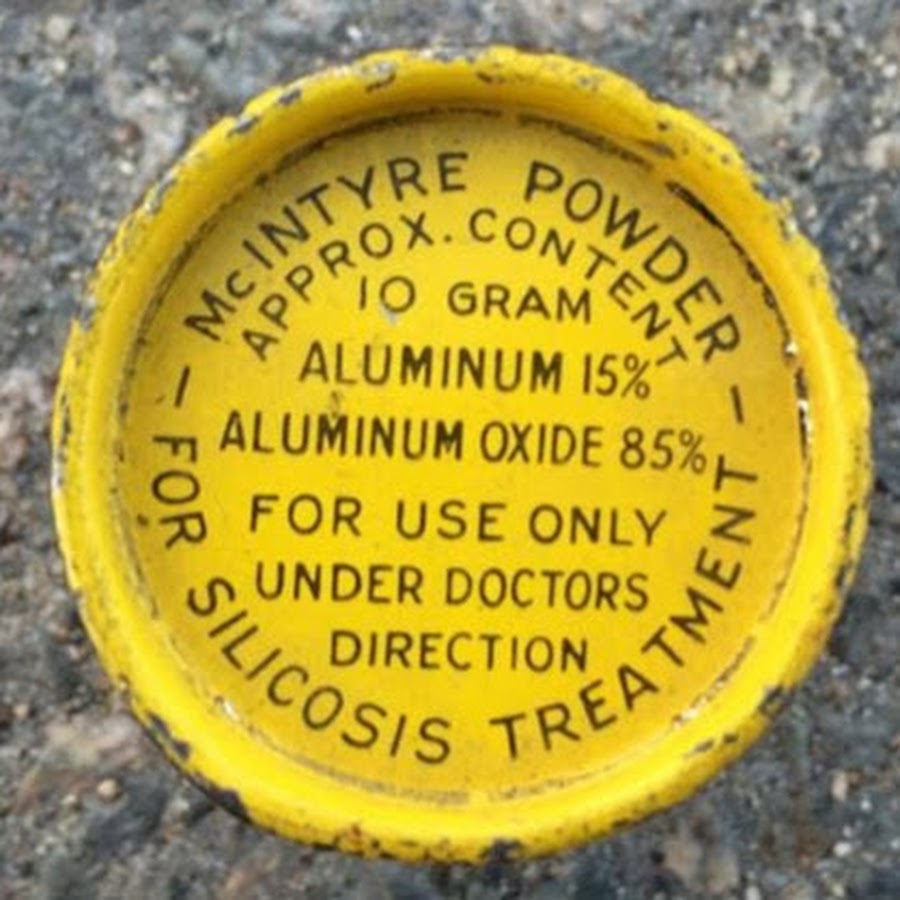 — McINTYRE POWDER —
APPROX. CONTENT
10 GRAM
ALUMINUM 15%
ALUMINUM OXIDE 85%
FOR USE ONLY
UNDER DOCTORS
DIRECTION
FOR SILICOSIS TREATMENT